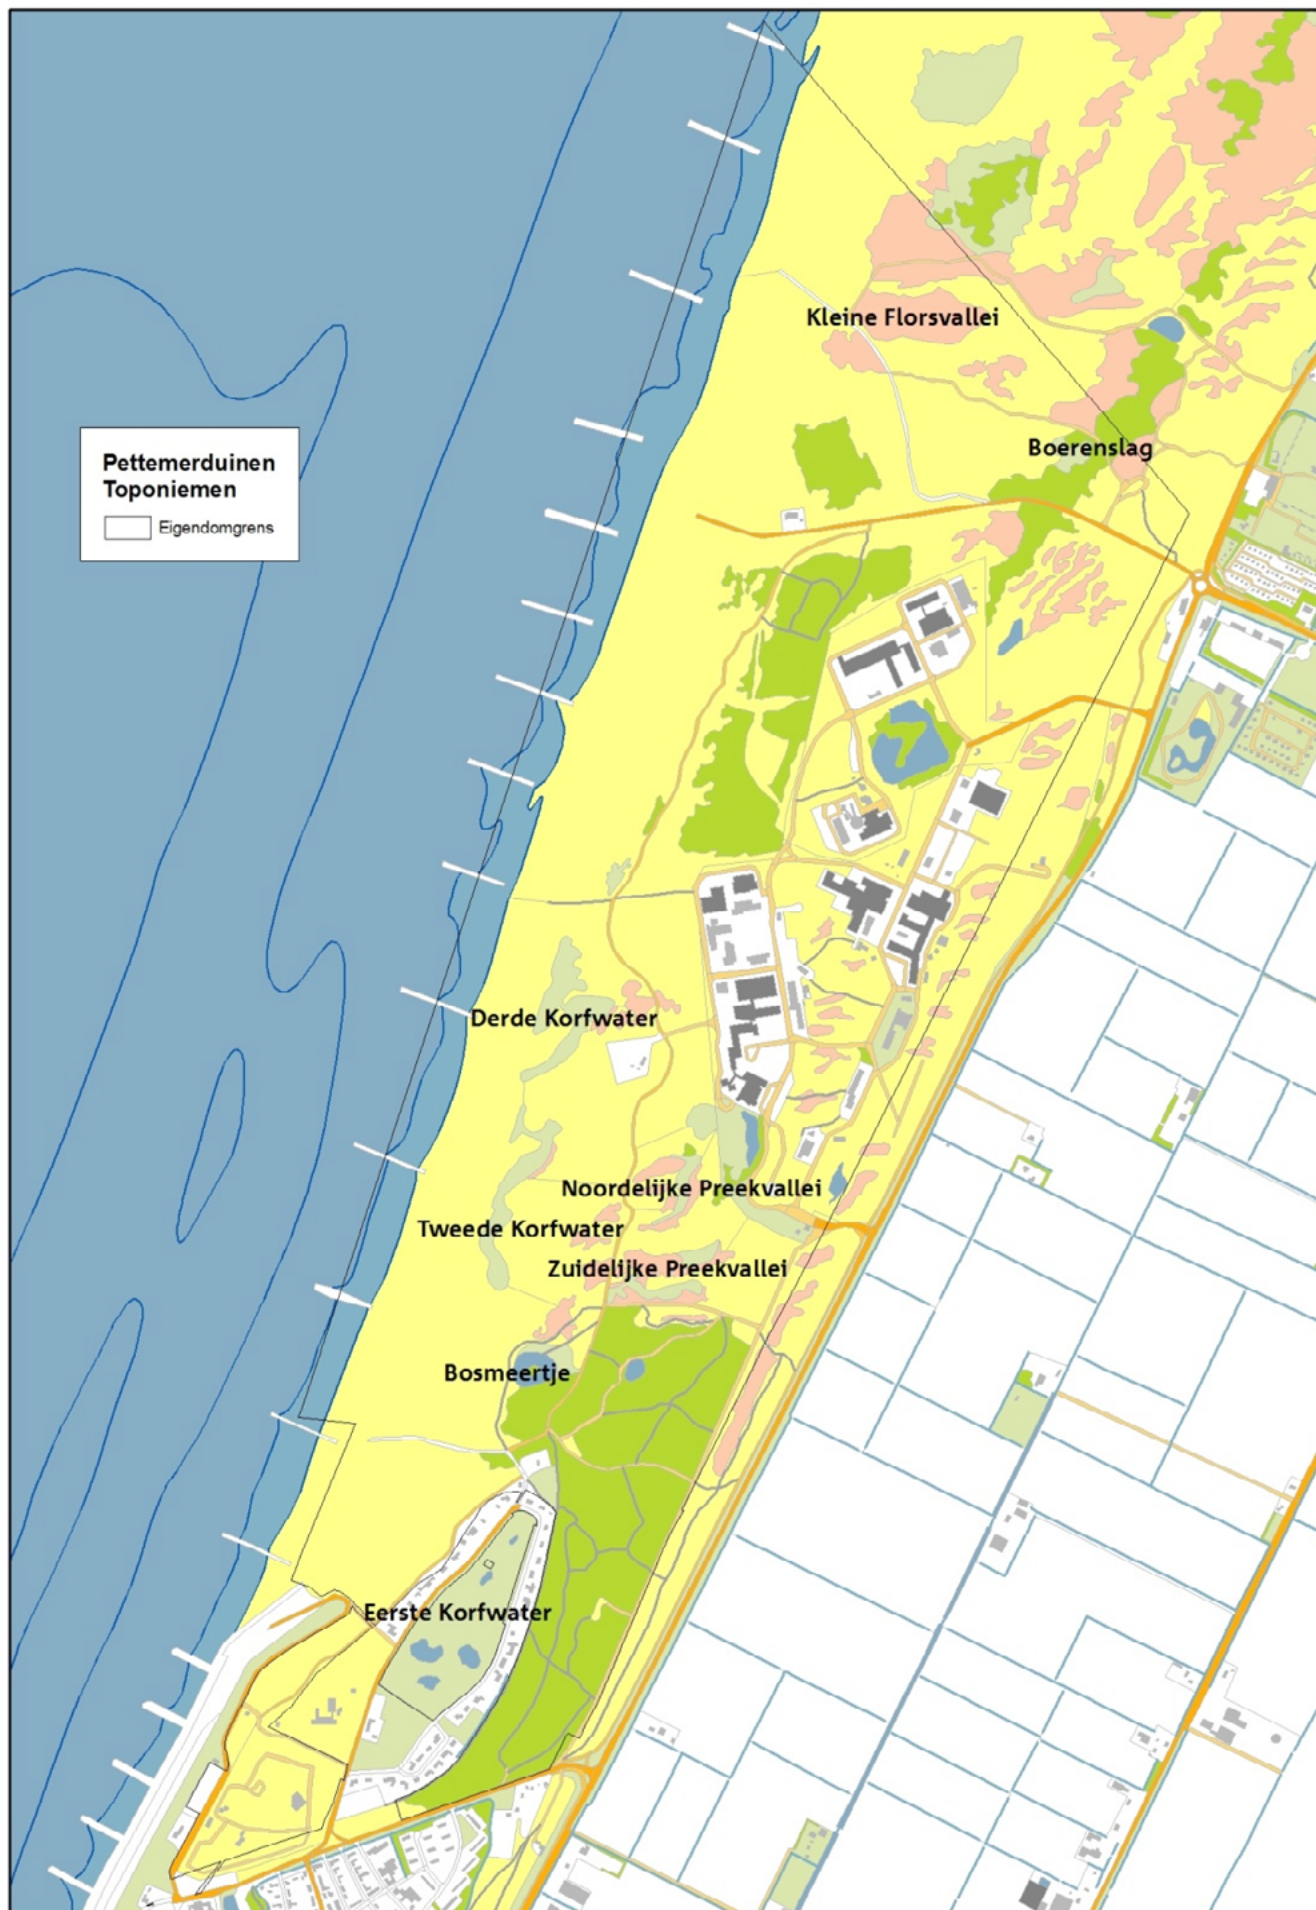 Kleine Florsvallei
Boerenslag
Pettemerduinen
Toponiemen
Eigendomgrens
Derde Korfwater
Noordelijke Preekvallei
Tweede Korfwater
Zuidelijke Preekvallei
Bosmeertje
Eerste Korfwater